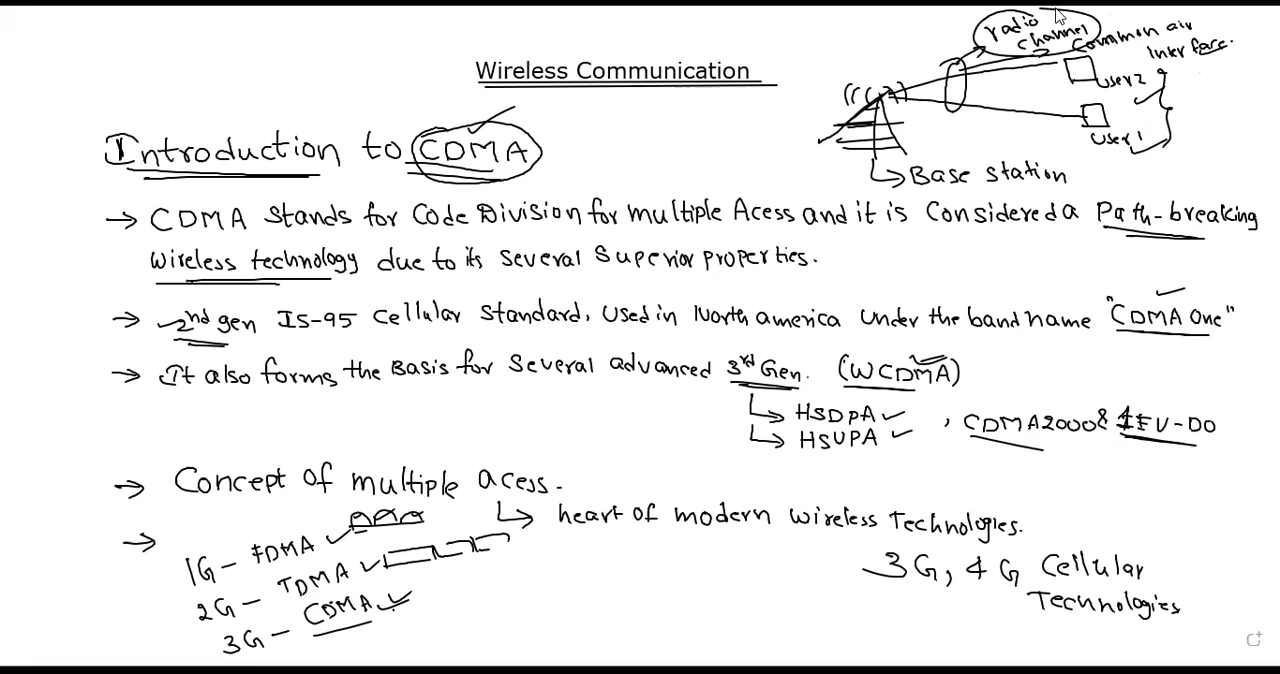 radio
channel
Common air
Interface.
User 2
User 1
Base station
Wireless Communication
Introduction to CDMA
→ CDMA Stands for Code Division for multiple Acess and it is Considered a Path-breaking
Wireless technology due to its Several Superior properties.
→ 2nd gen IS-95 Cellular Standard, Used in North america under the band name "CDMA One"
→ It also forms the Basis for Several advanced 3rd Gen. (WCDMA)
HSDPA
HSUPA , CDMA2000 & 1EV-DO
→ Concept of multiple acess.
heart of modern wireless Technologies.
→ 1G - FDMA
2G - TDMA
3G - CDMA
3G, 4G Cellular
Technologies